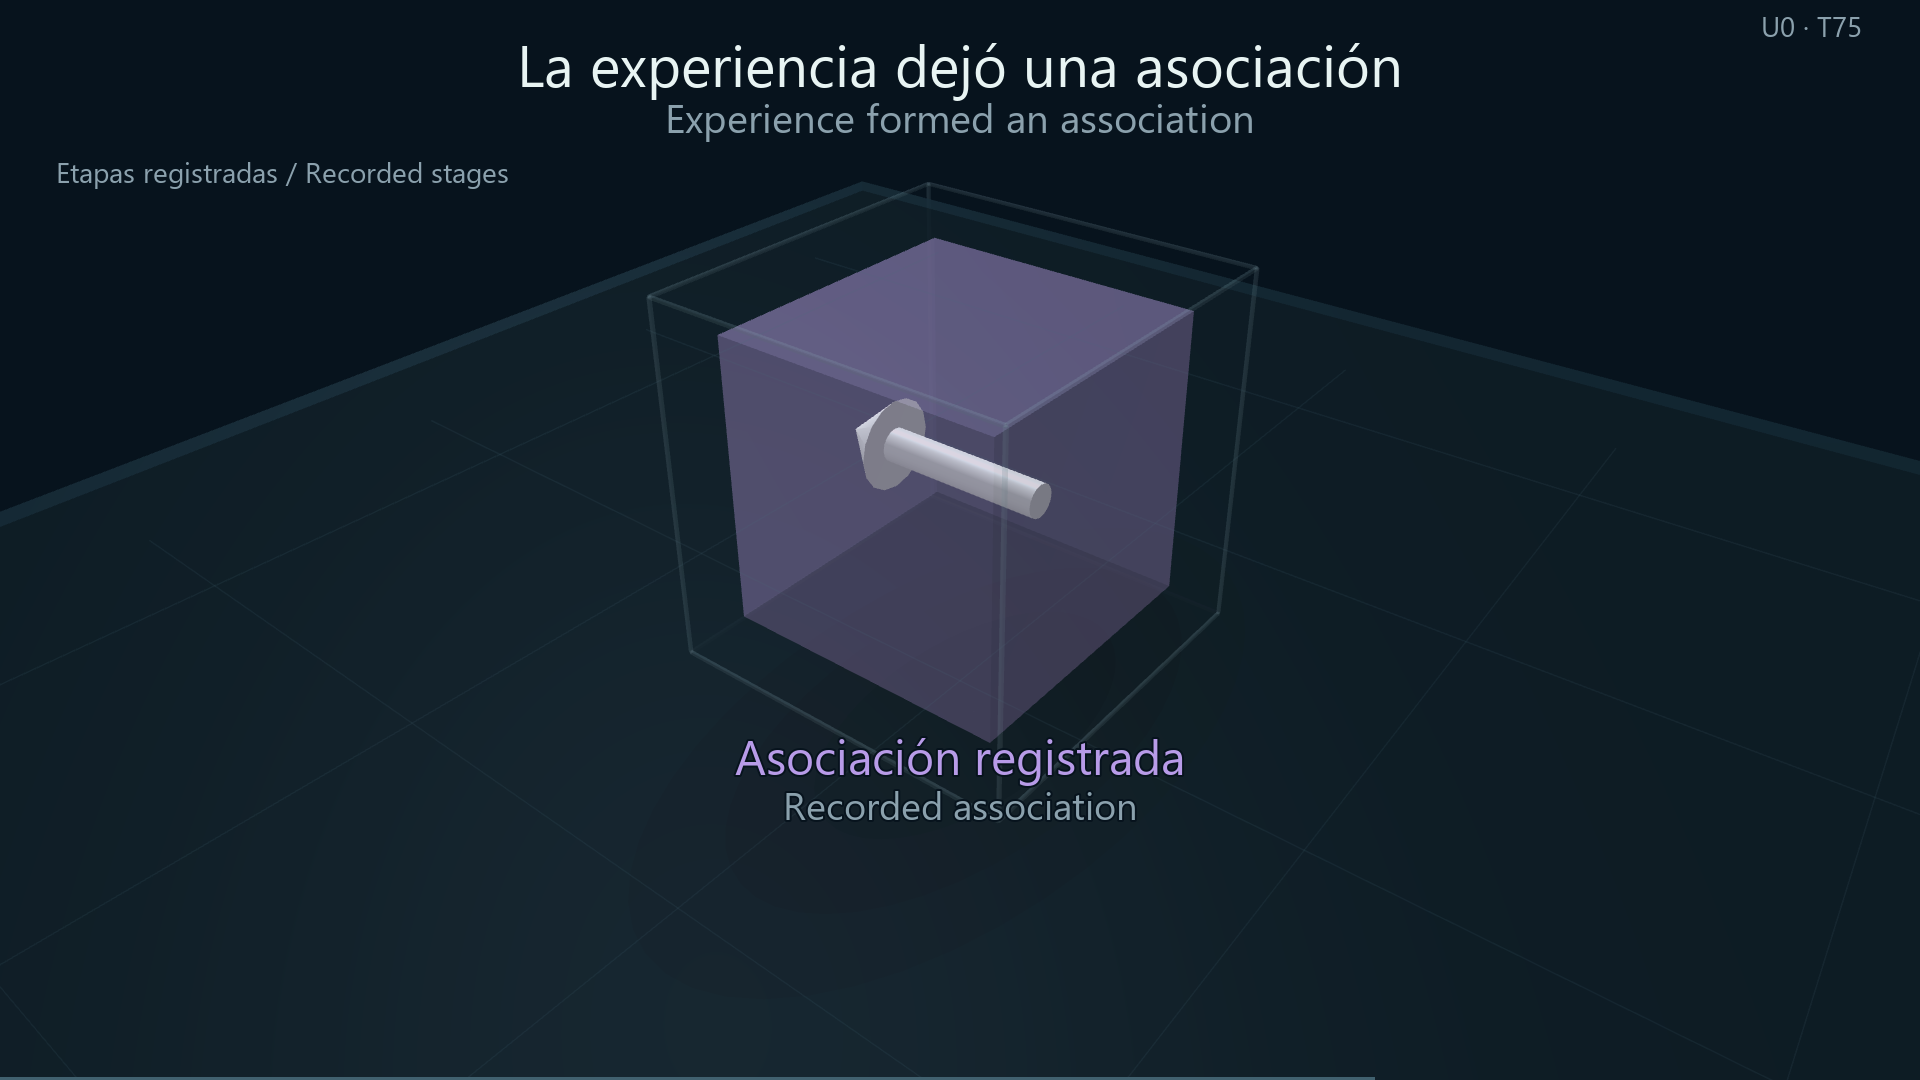 U0 · T75
La experiencia dejó una asociación
Experience formed an association
Etapas registradas / Recorded stages
Asociación registrada
Recorded association